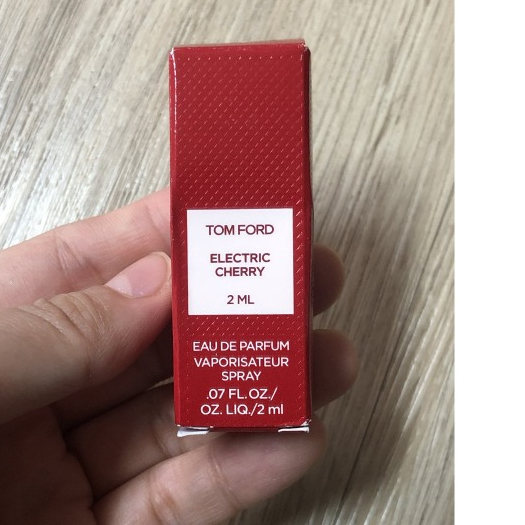 TOM FORD
ELECTRIC
CHERRY
2 ML
EAU DE PARFUM
VAPORISATEUR
SPRAY
.07 FL.OZ./
OZ. LIQ./2 ml